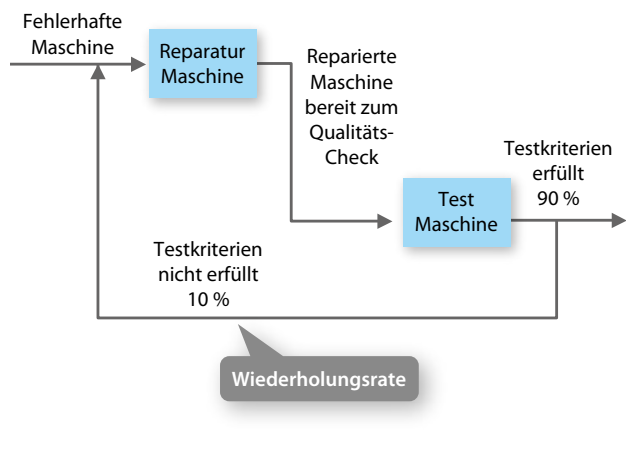 Fehlerhafte
Maschine
Reparatur
Maschine
Reparierte
Maschine
bereit zum
Qualitäts-
Check
Testkriterien
erfüllt
90 %
Test
Maschine
Testkriterien
nicht erfüllt
10 %
Wiederholungsrate